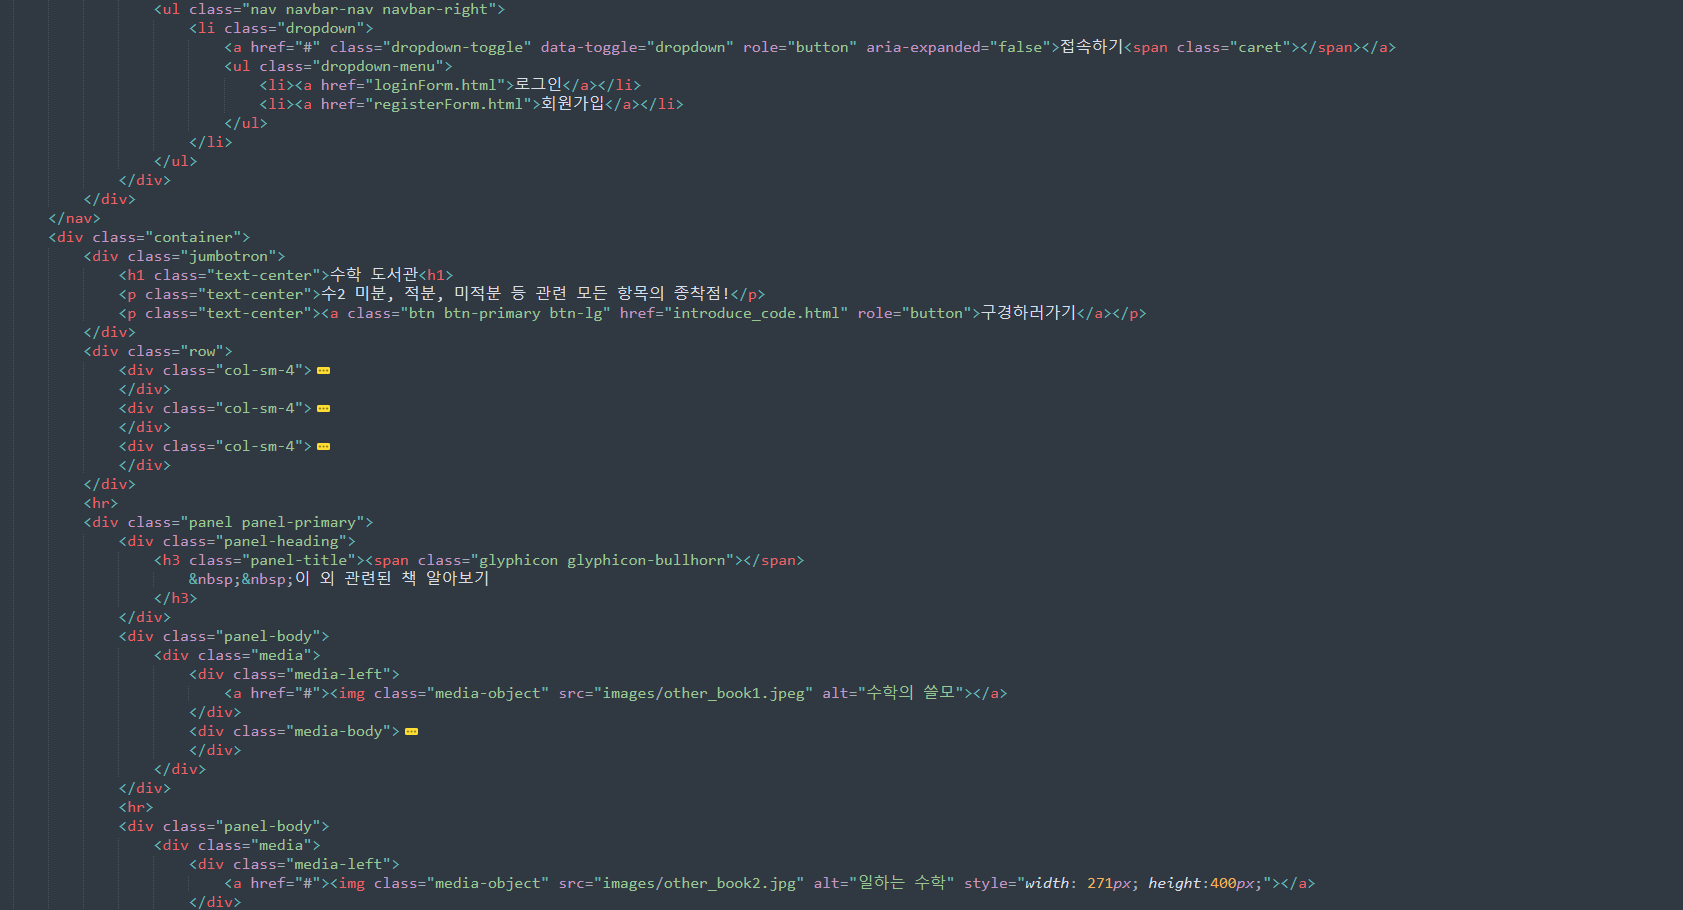 <ul class="nav navbar-nav navbar-right">
<li class="dropdown">
<a href="#" class="dropdown-toggle" data-toggle="dropdown" role="button" aria-expanded="false">접속하기<span class="caret"></span></a>
<ul class="dropdown-menu">
<li><a href="loginForm.html">로그인</a></li>
<li><a href="registerForm.html">회원가입</a></li>
</ul>
</li>
</ul>
</div>
</div>
</nav>
<div class="container">
<div class="jumbotron">
<h1 class="text-center">수학 도서관<h1>
<p class="text-center">수2 미분, 적분, 미적분 등 관련 모든 항목의 종착점!</p>
<p class="text-center"><a class="btn btn-primary btn-lg" href="introduce_code.html" role="button">구경하러가기</a></p>
</div>
<div class="row">
<div class="col-sm-4">
</div>
<div class="col-sm-4">
</div>
<div class="col-sm-4">
</div>
</div>
<hr>
<div class="panel panel-primary">
<div class="panel-heading">
<h3 class="panel-title"><span class="glyphicon glyphicon-bullhorn"></span>
&nbsp;&nbsp;이 외 관련된 책 알아보기
</h3>
</div>
<div class="panel-body">
<div class="media">
<div class="media-left">
<a href="#"><img class="media-object" src="images/other_book1.jpeg" alt="수학의 쓸모"></a>
</div>
<div class="media-body">
</div>
</div>
</div>
<hr>
<div class="panel-body">
<div class="media">
<div class="media-left">
<a href="#"><img class="media-object" src="images/other_book2.jpg" alt="일하는 수학" style="width: 271px; height:400px;"></a>
</div>